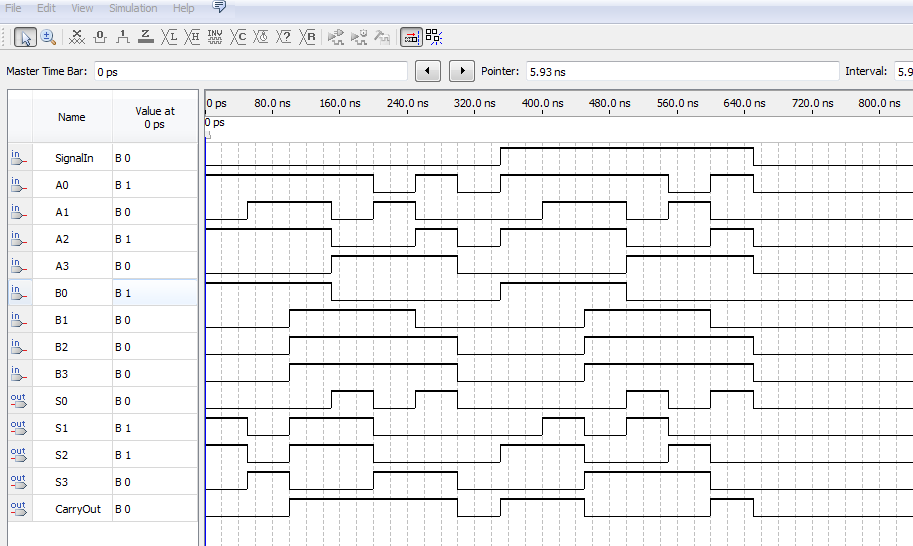 File Edit View Simulation Help
Master Time Bar: 0 ps Pointer: 5.93 ns Interval: 5.9
Name Value at 0 ps
0 ps 80.0 ns 160.0 ns 240.0 ns 320.0 ns 400.0 ns 480.0 ns 560.0 ns 640.0 ns 720.0 ns 800.0 ns
0 ps
in SignalIn B 0
in A0 B 1
in A1 B 0
in A2 B 1
in A3 B 0
in B0 B 1
in B1 B 0
in B2 B 0
in B3 B 0
out S0 B 0
out S1 B 1
out S2 B 1
out S3 B 0
out CarryOut B 0